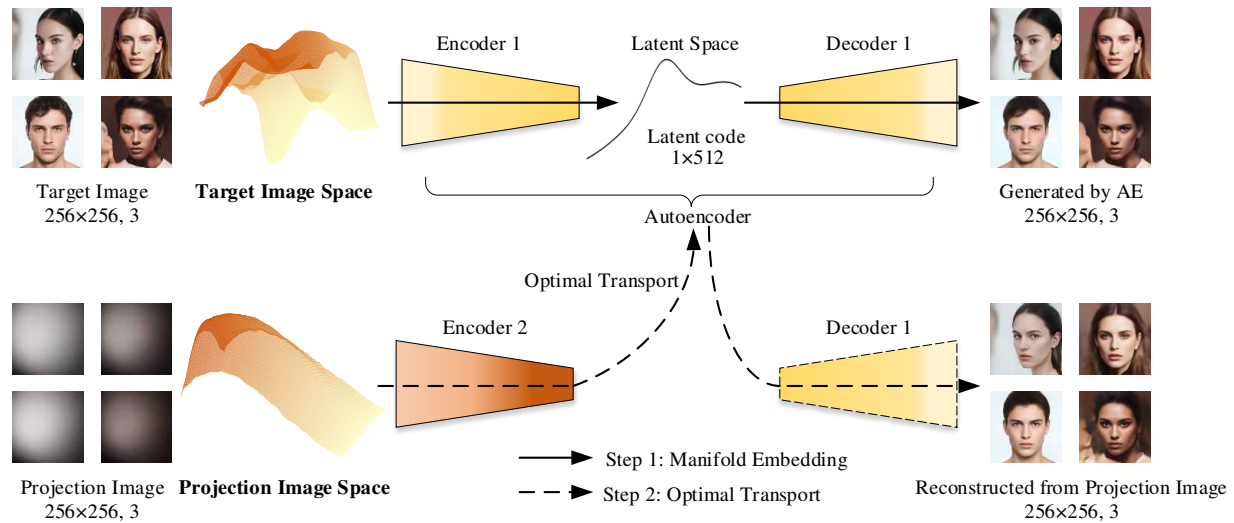 Encoder 1
Latent Space
Decoder 1
Latent code
1×512
Target Image
256×256, 3
Target Image Space
Generated by AE
256×256, 3
Autoencoder
Optimal Transport
Encoder 2
Decoder 1
Step 1: Manifold Embedding
Step 2: Optimal Transport
Projection Image
256×256, 3
Projection Image Space
Reconstructed from Projection Image
256×256, 3